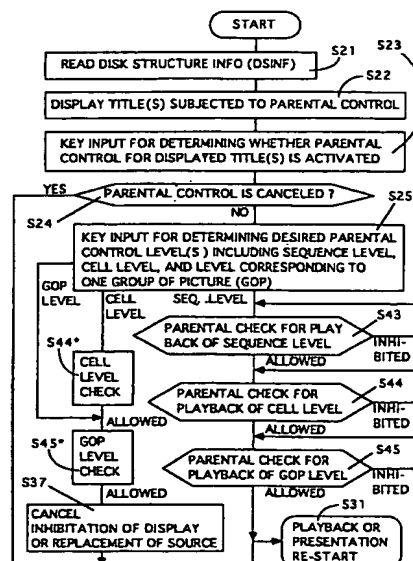 START
S21
READ DISK STRUCTURE INFO (DSINF)
S22
S23
DISPLAY TITLE(S) SUBJECTED TO PARENTAL CONTROL
KEY INPUT FOR DETERMINING WHETHER PARENTAL
CONTROL FOR DISPLAYED TITLE(S) IS ACTIVATED
YES
PARENTAL CONTROL IS CANCELED ?
S24
NO
S25
KEY INPUT FOR DETERMINING DESIRED PARENTAL
CONTROL LEVEL(S) INCLUDING SEQUENCE LEVEL,
CELL LEVEL, AND LEVEL CORRESPONDING TO
ONE GROUP OF PICTURE (GOP)
GOP
LEVEL
CELL
LEVEL
SEQ. LEVEL
S43
PARENTAL CHECK FOR PLAY
BACK OF SEQUENCE LEVEL
INHI-
BITED
ALLOWED
S44*
CELL
LEVEL
CHECK
S44
PARENTAL CHECK FOR
PLAYBACK OF CELL LEVEL
INHI-
BITED
ALLOWED
ALLOWED
S45*
GOP
LEVEL
CHECK
S45
PARENTAL CHECK FOR
PLAYBACK OF GOP LEVEL
INHI-
BITED
ALLOWED
ALLOWED
S37
CANCEL
INHIBITATION OF DISPLAY
OR REPLACEMENT OF SOURCE
S31
PLAYBACK OR
PRESENTATION
RE-START